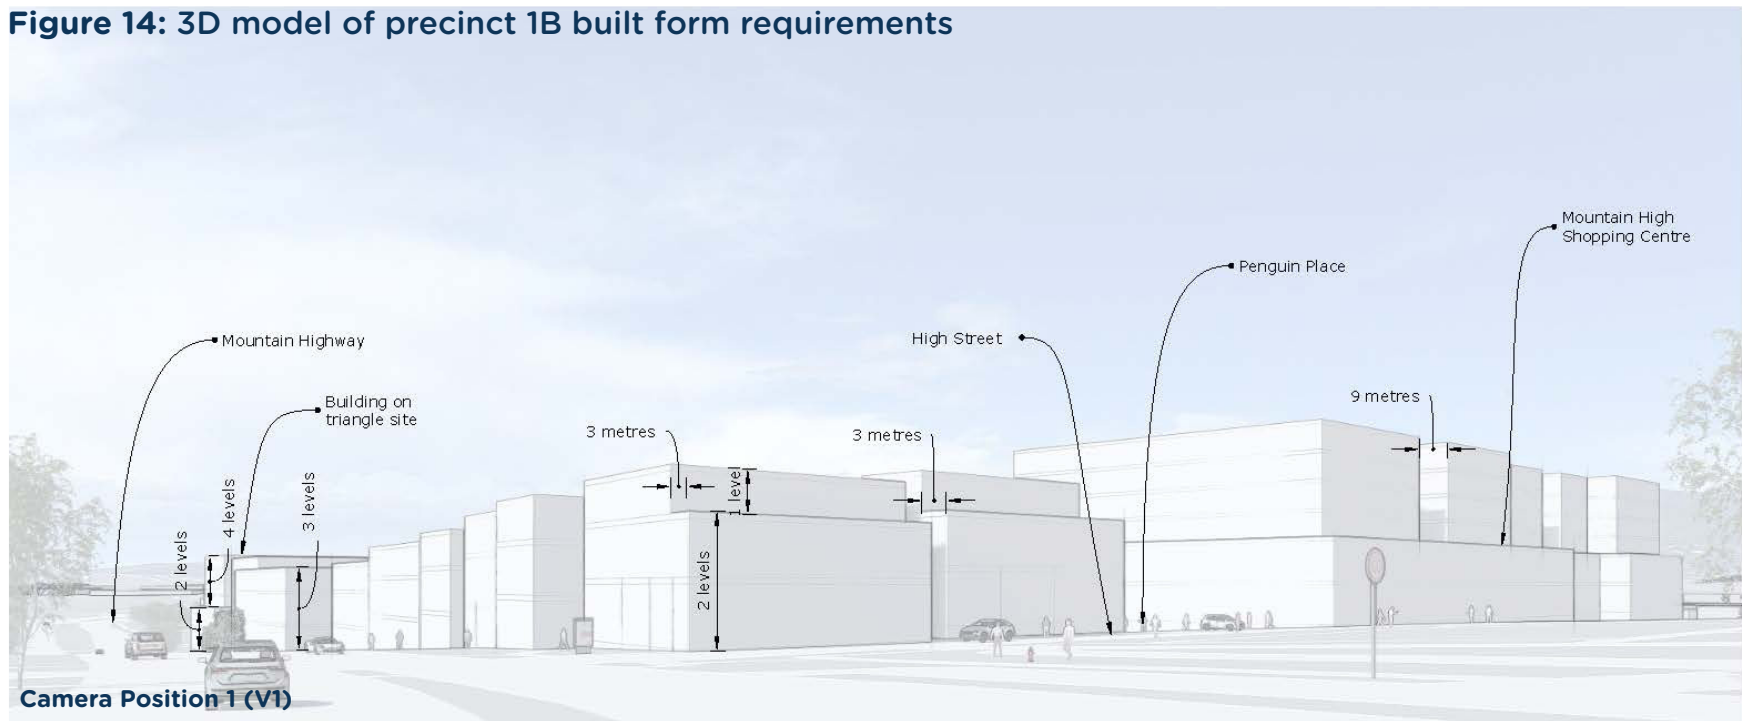 Figure 14: 3D model of precinct 1B built form requirements
Mountain High
Shopping Centre
Penguin Place
Mountain Highway
High Street
Building on
triangle site
9 metres
3 metres
3 metres
1 level
4 levels
3 levels
2 levels
2 levels
Camera Position 1 (V1)